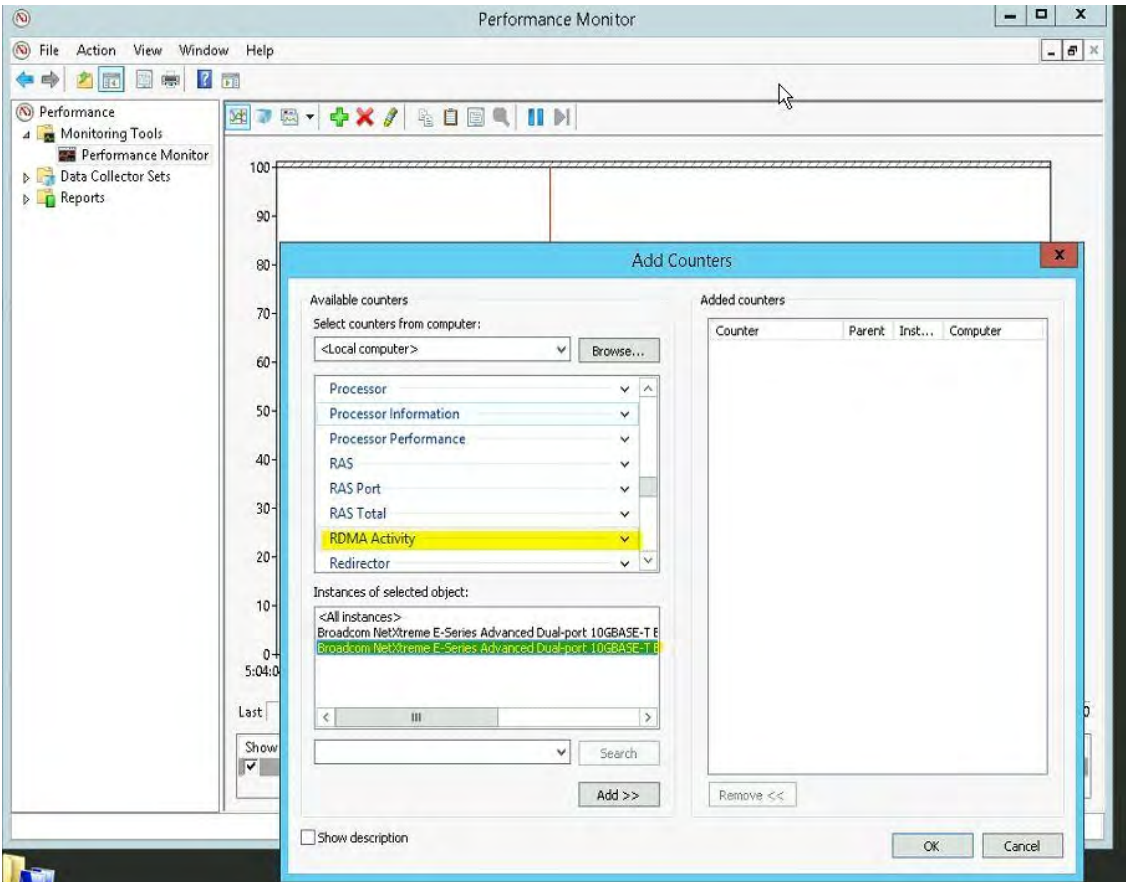 Performance Monitor
File Action View Window Help
Performance
Monitoring Tools
Performance Monitor
Data Collector Sets
Reports
100
90
80
70
60
50
40
30
20
10
0
5:04:0
Last
Show
Add Counters
Available counters
Select counters from computer:
<Local computer>
Browse...
Processor
Processor Information
Processor Performance
RAS
RAS Port
RAS Total
RDMA Activity
Redirector
Instances of selected object:
<All instances>
Broadcom NetXtreme E-Series Advanced Dual-port 10GBASE-T E
Broadcom NetXtreme E-Series Advanced Dual-port 10GBASE-T E
Search
Add >>
Show description
Added counters
Counter Parent Inst... Computer
Remove <<
OK Cancel